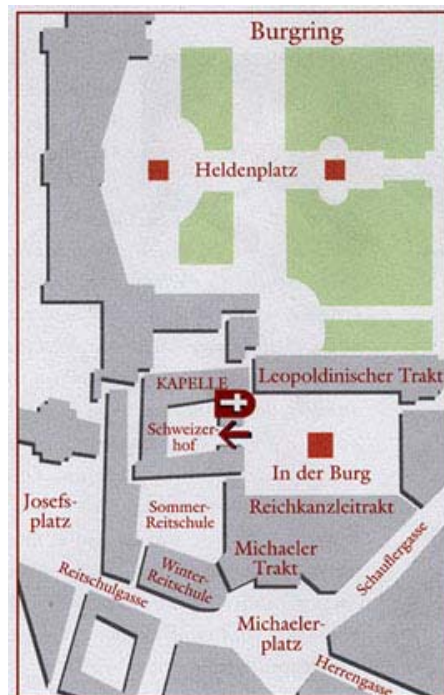 Burgring
Heldenplatz
KAPELLE
Leopoldinischer Trakt
Schweizer-
hof
In der Burg
Josefs-
platz
Sommer-
Reitschule
Reichkanzleitrakt
Michaeler
Trakt
Schauflergasse
Winter-
Reitschule
Reitschulgasse
Michaeler-
platz
Herrengasse